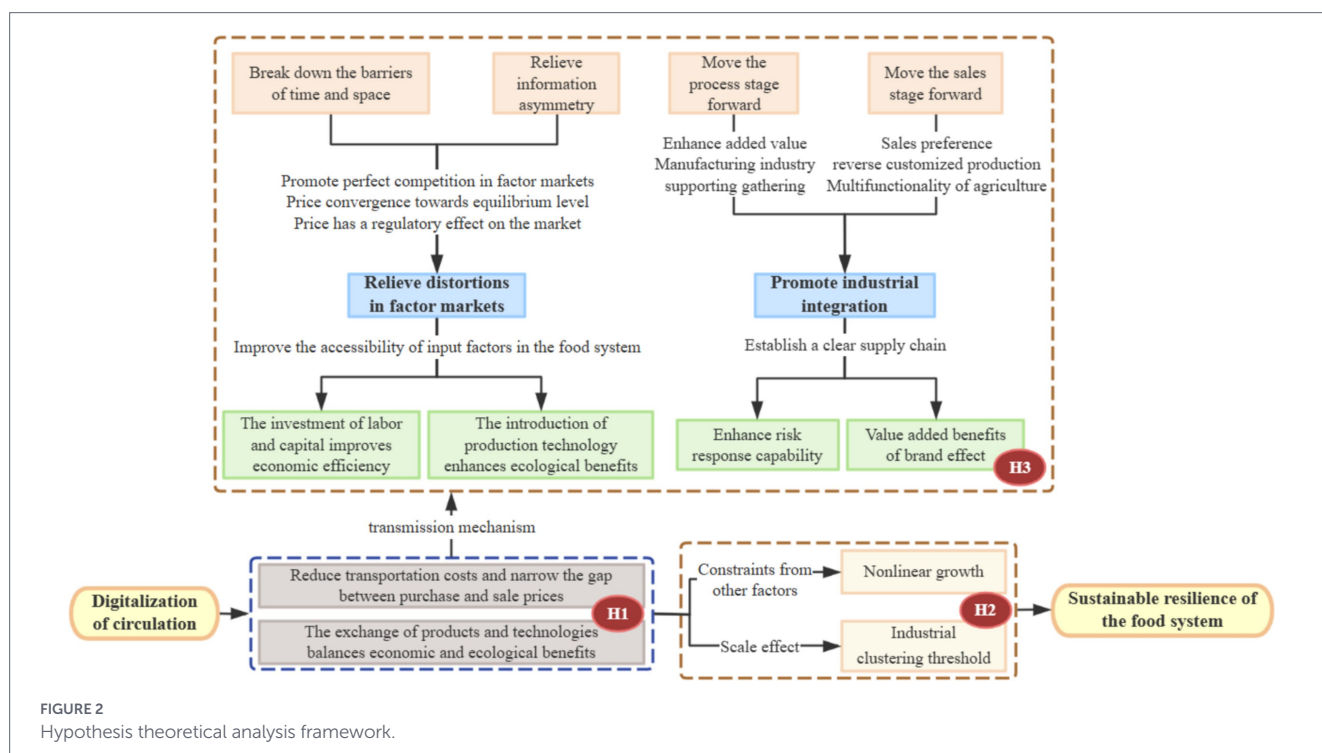 Break down the barriers
of time and space
Relieve
information
asymmetry
Move the
process stage
forward
Move the sales
stage forward
Promote perfect competition in factor markets
Price convergence towards equilibrium level
Price has a regulatory effect on the market
Enhance added value
Manufacturing industry
supporting gathering
Sales preference
reverse customized production
Multifunctionality of agriculture
Relieve distortions
in factor markets
Promote industrial
integration
Improve the accessibility of input factors in the food system
Establish a clear supply chain
The investment of labor
and capital improves
economic efficiency
The introduction of
production technology
enhances ecological benefits
Enhance risk
response capability
Value added benefits
of brand effect
H3
transmission mechanism
Digitalization
of circulation
Reduce transportation costs and narrow the gap
between purchase and sale prices
H1
The exchange of products and technologies
balances economic and ecological benefits
Constraints from
other factors
Nonlinear growth
H2
Scale effect
Industrial
clustering threshold
Sustainable resilience of
the food system
FIGURE 2
Hypothesis theoretical analysis framework.